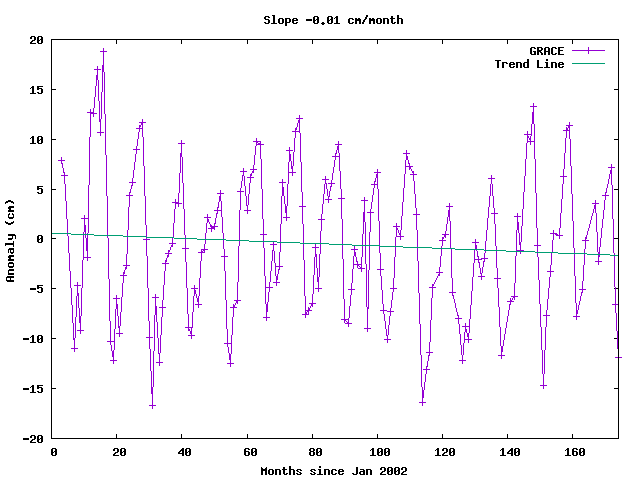 Slope -0.01 cm/month
GRACE
Trend Line
20
15
10
5
0
-5
-10
-15
-20
Anomaly (cm)
0 20 40 60 80 100 120 140 160
Months since Jan 2002